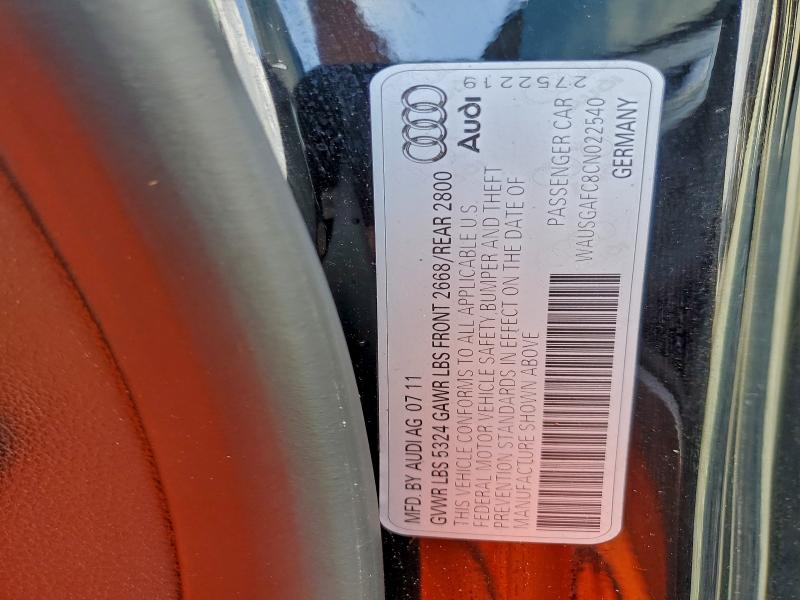 MFD. BY AUDI AG 07 11
GVWR LBS 5324 GAWR LBS FRONT 2668/REAR 2800
THIS VEHICLE CONFORMS TO ALL APPLICABLE U.S.
FEDERAL MOTOR VEHICLE SAFETY, BUMPER AND THEFT
PREVENTION STANDARDS IN EFFECT ON THE DATE OF
MANUFACTURE SHOWN ABOVE
Audi
2752219
PASSENGER CAR
WAUSGAFC8CN022540
GERMANY